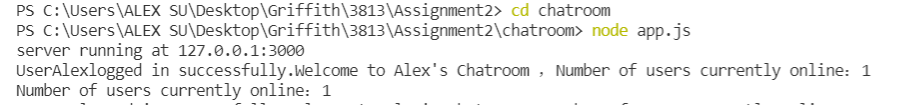 PS C:\Users\ALEX SU\Desktop\Griffith\3813\Assignment2> cd chatroom
PS C:\Users\ALEX SU\Desktop\Griffith\3813\Assignment2\chatroom> node app.js
server running at 127.0.0.1:3000
UserAlexlogged in successfully.Welcome to Alex's Chatroom ，Number of users currently online：1
Number of users currently online：1